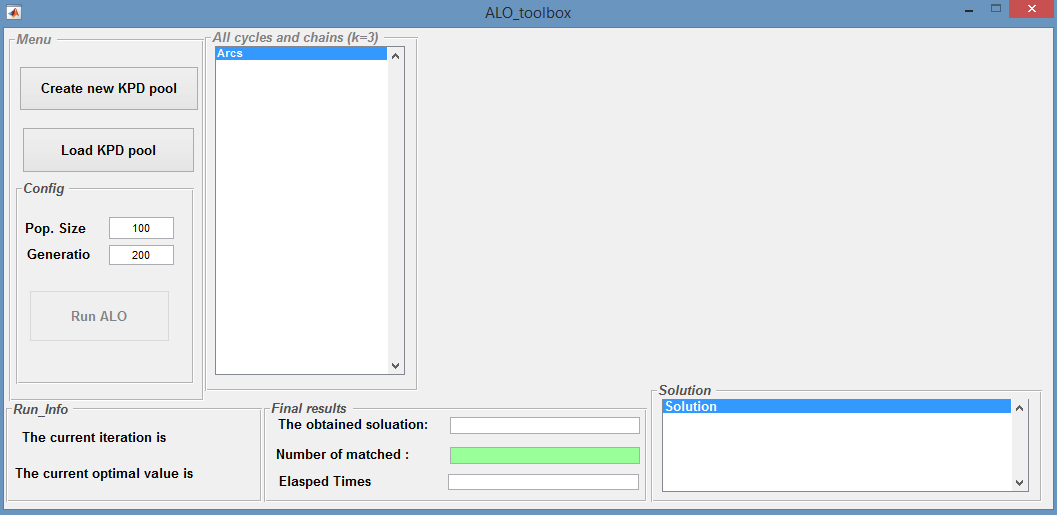 ALO_toolbox
Menu
Create new KPD pool
Load KPD pool
Config
Pop. Size 100
Generatio 200
Run ALO
All cycles and chains (k=3)
Arcs
Run_Info
The current iteration is
The current optimal value is
Final results
The obtained soluation:
Number of matched :
Elasped Times
Solution
Solution